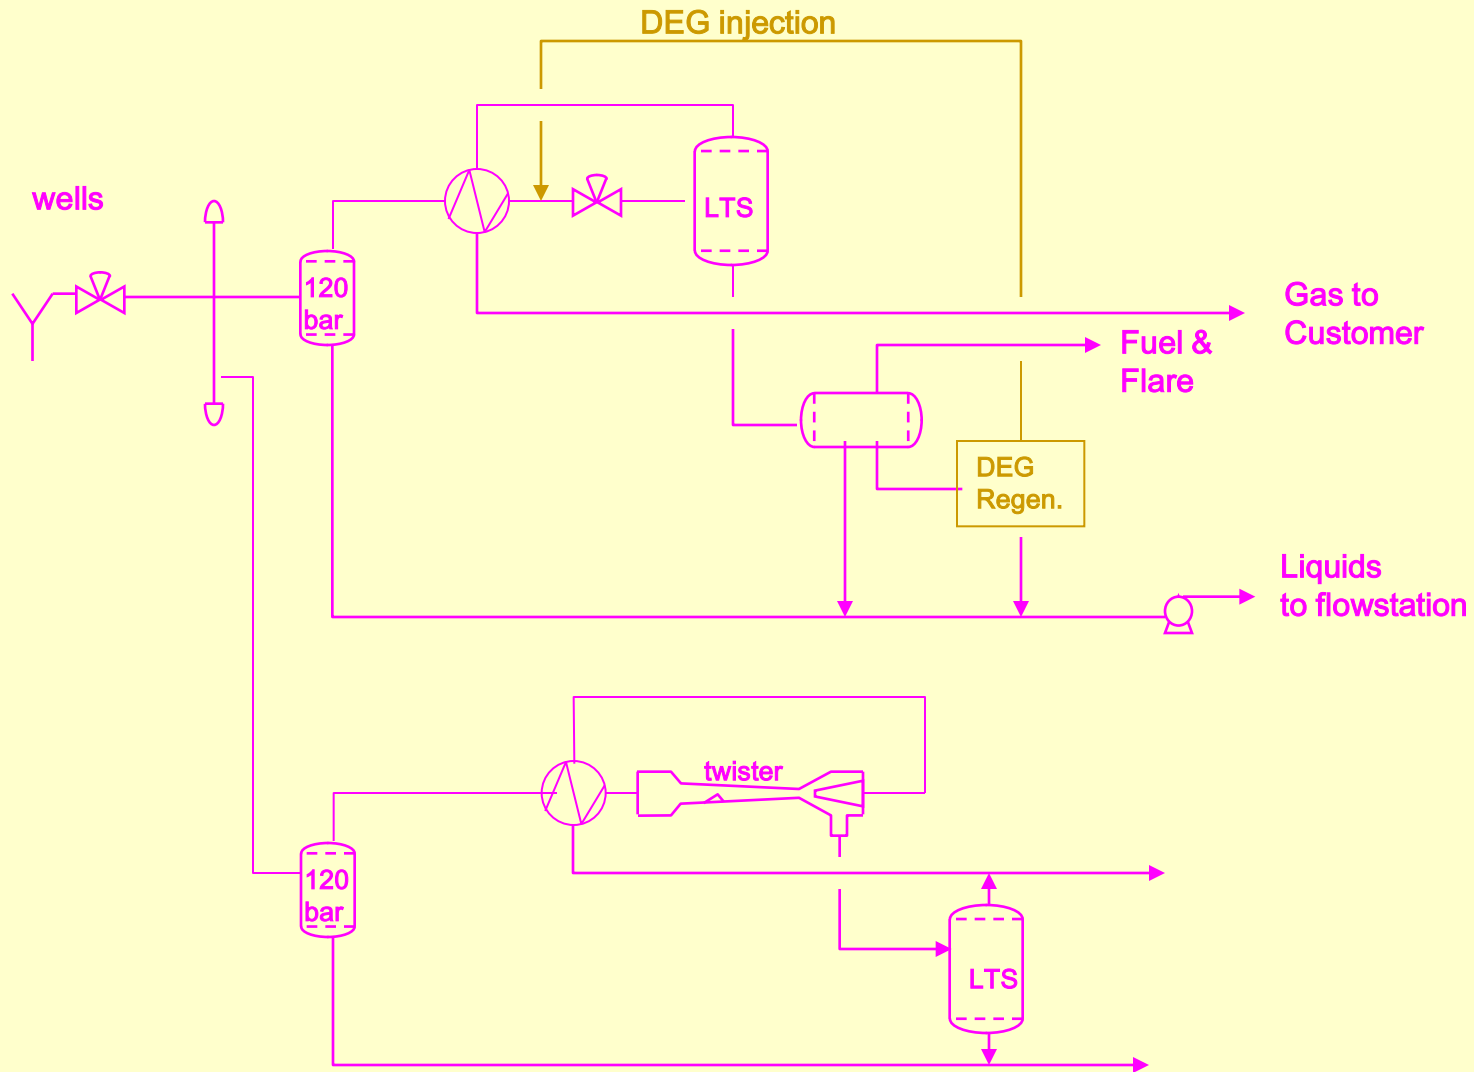 DEG injection
wells
LTS
120
bar
Gas to
Customer
Fuel &
Flare
DEG
Regen.
Liquids
to flowstation
twister
120
bar
LTS